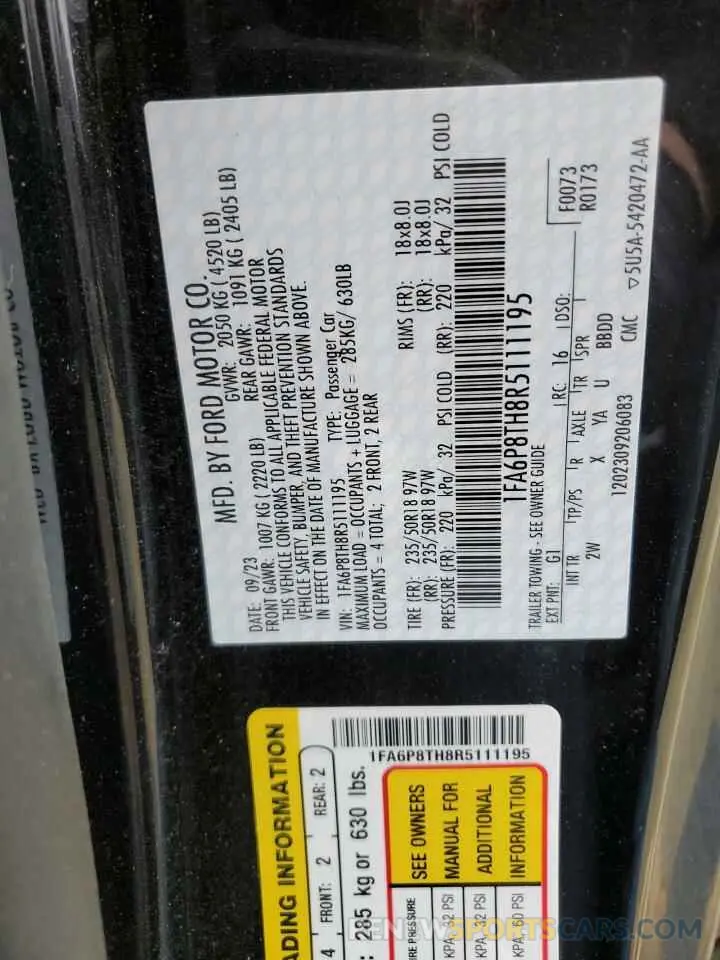 MFD. BY FORD MOTOR CO.
DATE: 09/23 GVWR: 2050 KG ( 4520 LB)
FRONT GAWR: 1007 KG ( 2220 LB) REAR GAWR: 1091 KG ( 2405 LB)
THIS VEHICLE CONFORMS TO ALL APPLICABLE FEDERAL MOTOR
VEHICLE SAFETY, BUMPER, AND THEFT PREVENTION STANDARDS
IN EFFECT ON THE DATE OF MANUFACTURE SHOWN ABOVE.
VIN: 1FA6P8TH8R5111195 TYPE: Passenger Car
MAXIMUM LOAD = OCCUPANTS + LUGGAGE = 285KG/ 630LB
OCCUPANTS = 4 TOTAL; 2 FRONT, 2 REAR
TIRE (FR): 235/50R18 97W RIMS (FR): 18x8.0J
(RR): 235/50R18 97W (RR): 18x8.0J
PRESSURE (FR): 220 kPa/ 32 PSI COLD (RR): 220 kPa/ 32 PSI COLD
1FA6P8TH8R5111195
TRAILER TOWING - SEE OWNER GUIDE
F0073
EXT PNT: G1 RC: 16 DSO: R0173
INT TR TP/PS R AXLE TR SPR
2W X YA U BBDD
1202309206083 CMC ▽5U5A-5420472-AA
ADING INFORMATION
4 FRONT: 2 REAR: 2
: 285 kg or 630 lbs.
1FA6P8TH8R5111195
RE PRESSURE
KPA, 32 PSI
KPA, 32 PSI
KPA, 60 PSI
SEE OWNERS
MANUAL FOR
ADDITIONAL
INFORMATION
RENEWSPORTSCARS.COM